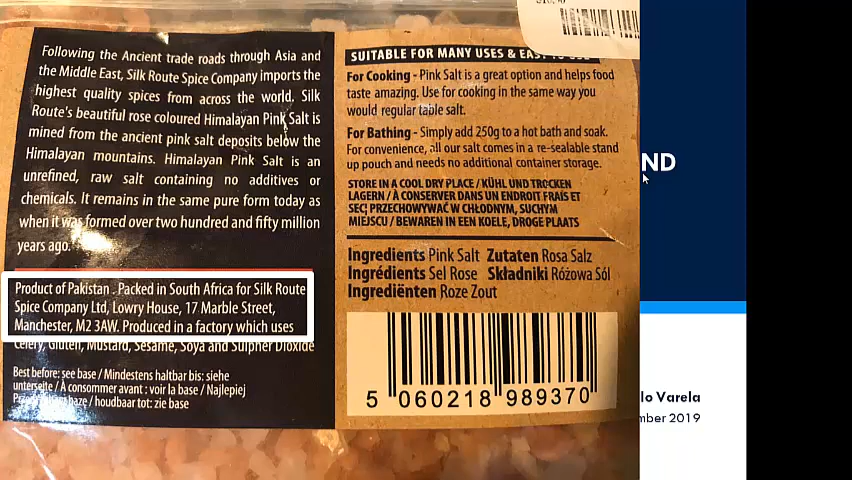 Following the Ancient trade roads through Asia and
the Middle East, Silk Route Spice Company imports the
highest quality spices from across the world. Silk
Route's beautiful rose coloured Himalayan Pink Salt is
mined from the ancient pink salt deposits below the
Himalayan mountains. Himalayan Pink Salt is an
unrefined, raw salt containing no additives or
chemicals. It remains in the same pure form today as
when it was formed over two hundred and fifty million
years ago.
Product of Pakistan . Packed in South Africa for Silk Route
Spice Company Ltd, Lowry House, 17 Marble Street,
Manchester, M2 3AW. Produced in a factory which uses
Celery, Gluten, Mustard, Sesame, Soya and Sulpher Dioxide
Best before: see base / Mindestens haltbar bis: siehe
unterseite / À consommer avant : voir la base / Najlepiej
base / houdbaar tot: zie base
SUITABLE FOR MANY USES & EASY TO USE
For Cooking - Pink Salt is a great option and helps food
taste amazing. Use for cooking in the same way you
would regular table salt.
For Bathing - Simply add 250g to a hot bath and soak.
For convenience, all our salt comes in a re-sealable stand
up pouch and needs no additional container storage.
STORE IN A COOL DRY PLACE / KÜHL UND TROCKEN
LAGERN / À CONSERVER DANS UN ENDROIT FRAIS ET
SEC; PRZECHOWYWAĆ W CHŁODNYM, SUCHYM
MIEJSCU / BEWAREN IN EEN KOELE, DROGE PLAATS
Ingredients Pink Salt Zutaten Rosa Salz
Ingrédients Sel Rose Składniki Różowa Sól
Ingrediënten Roze Zout
5 060218 989370
ND
lo Varela
mber 2019